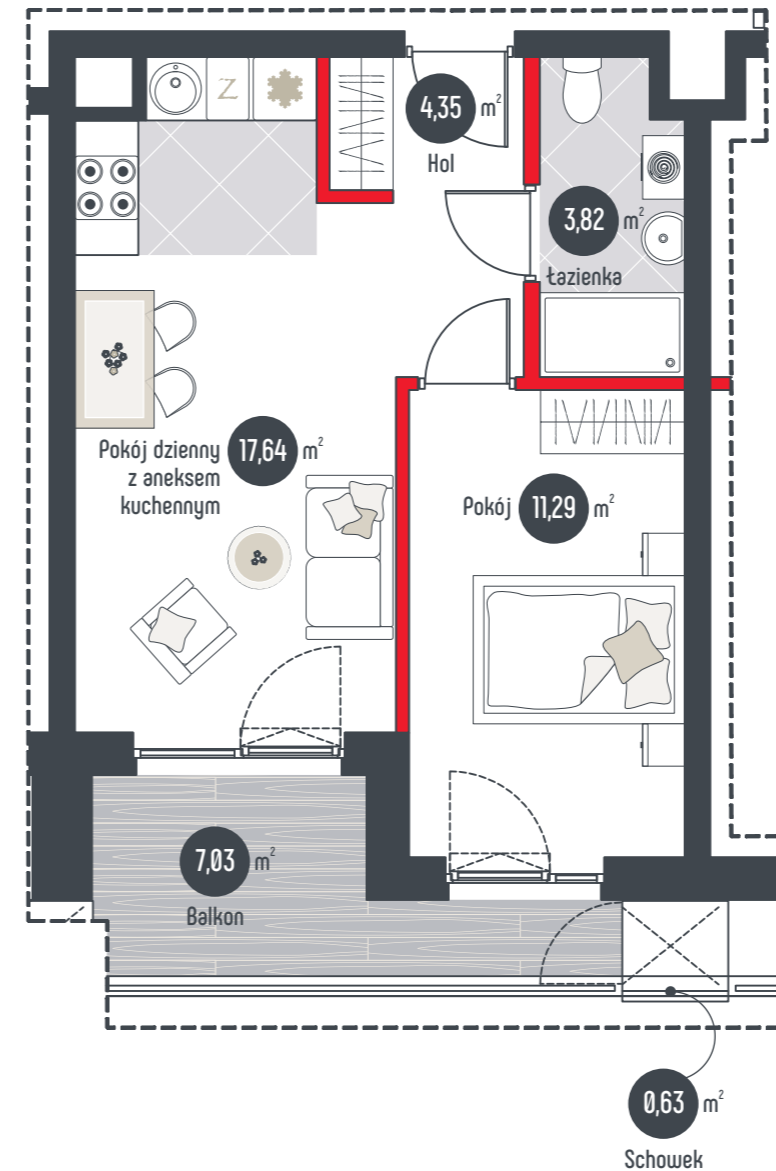 Z
4,35 m²
Hol
3,82 m²
Łazienka
Pokój dzienny
z aneksem
kuchennym
17,64 m²
Pokój 11,29 m²
7,03 m²
Balkon
0,63 m²
Schowek